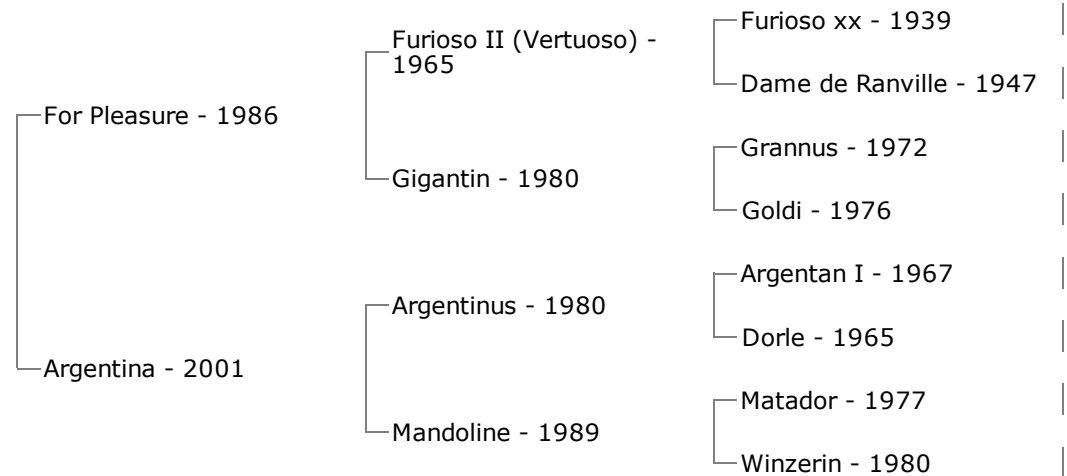 Furioso xx - 1939
Furioso II (Vertuoso) -
1965
Dame de Ranville - 1947
For Pleasure - 1986
Grannus - 1972
Gigantin - 1980
Goldi - 1976
Argentan I - 1967
Argentinus - 1980
Dorle - 1965
Argentina - 2001
Matador - 1977
Mandoline - 1989
Winzerin - 1980